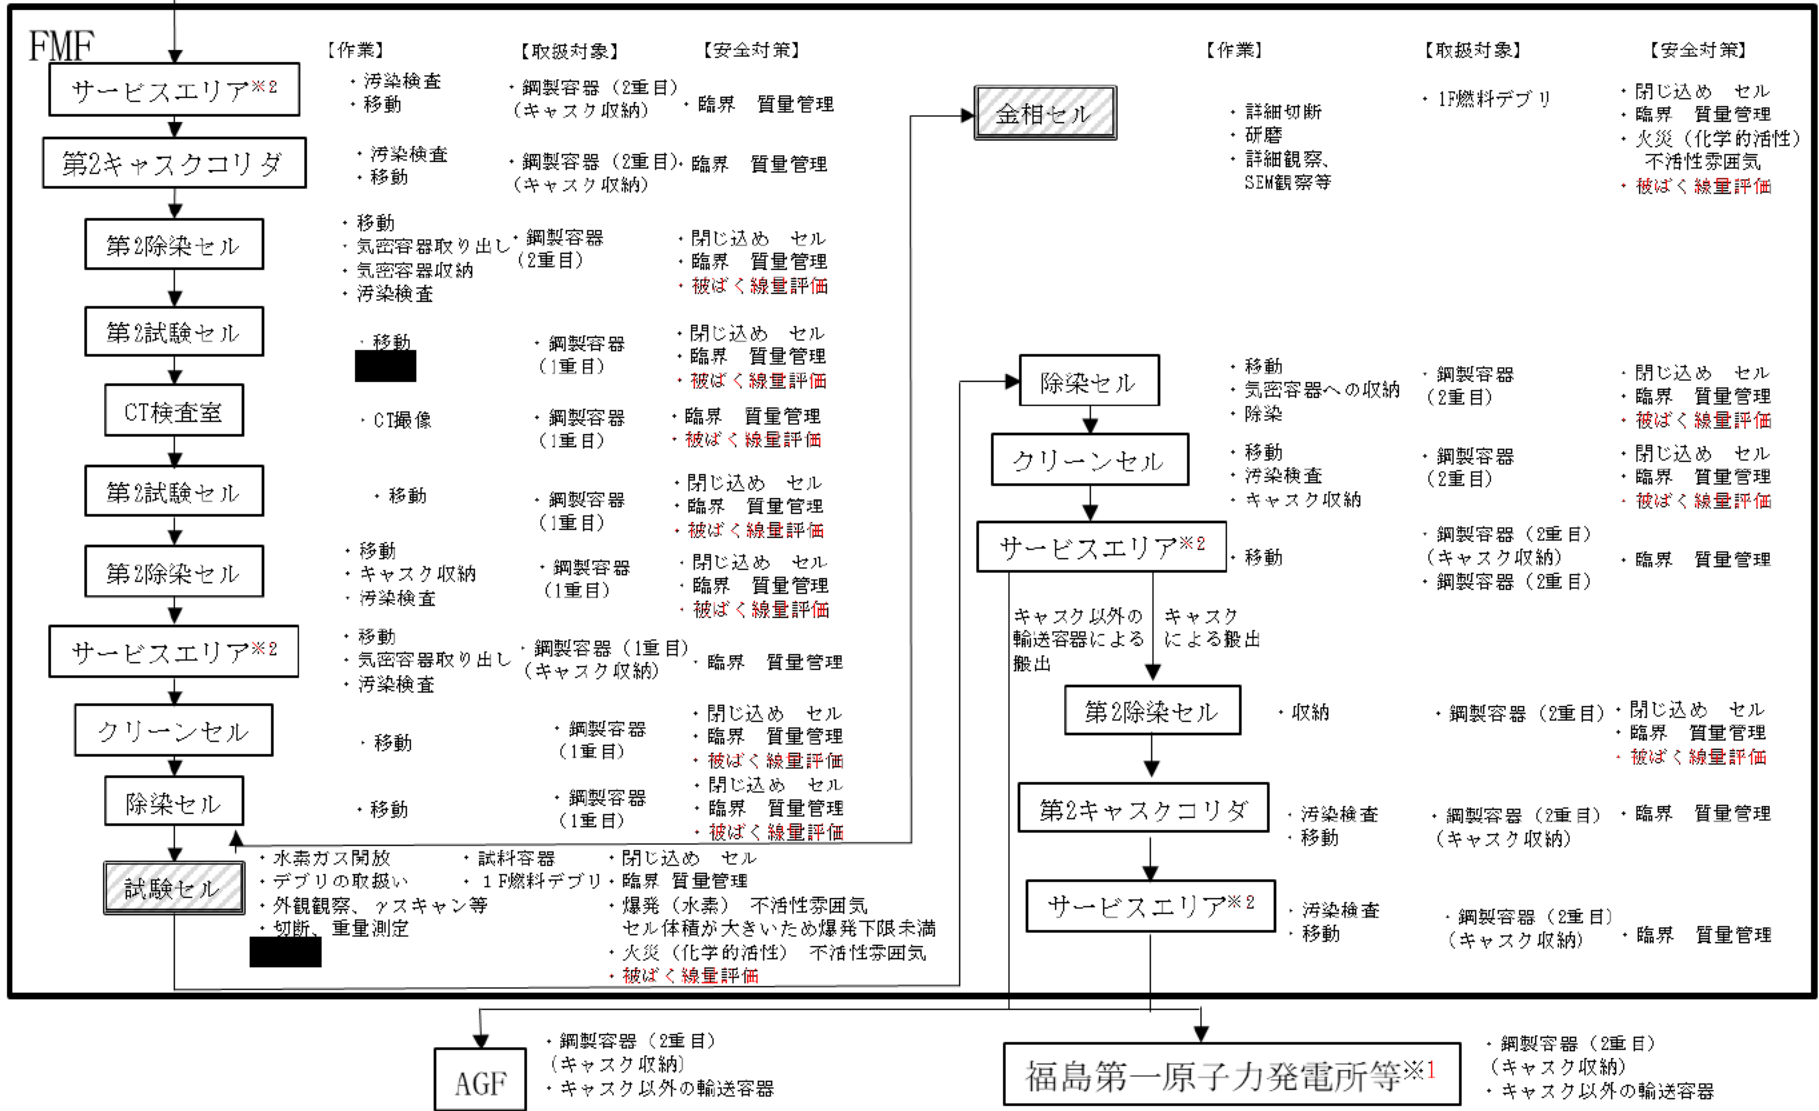 FMF
【作業】 【取扱対象】 【安全対策】
サービスエリア※2
・汚染検査
・移動
・鋼製容器（2重目）
（キャスク収納）
・臨界　質量管理
第2キャスクコリダ
・汚染検査
・移動
・鋼製容器（2重目）
（キャスク収納）
・臨界　質量管理
第2除染セル
・移動
・気密容器取り出し
・気密容器収納
・汚染検査
・鋼製容器
（2重目）
・閉じ込め　セル
・臨界　質量管理
・被ばく線量評価
第2試験セル
・移動
・鋼製容器
（1重目）
・閉じ込め　セル
・臨界　質量管理
・被ばく線量評価
CT検査室
・CT撮像
・鋼製容器
（1重目）
・臨界　質量管理
・被ばく線量評価
第2試験セル
・移動
・鋼製容器
（1重目）
・閉じ込め　セル
・臨界　質量管理
・被ばく線量評価
第2除染セル
・移動
・キャスク収納
・汚染検査
・鋼製容器
（1重目）
・閉じ込め　セル
・臨界　質量管理
・被ばく線量評価
サービスエリア※2
・移動
・気密容器取り出し
・汚染検査
・鋼製容器（1重目）
（キャスク収納）
・臨界　質量管理
クリーンセル
・移動
・鋼製容器
（1重目）
・閉じ込め　セル
・臨界　質量管理
・被ばく線量評価
除染セル
・移動
・鋼製容器
（1重目）
・閉じ込め　セル
・臨界　質量管理
・被ばく線量評価
試験セル
・水素ガス開放
・デブリの取扱い
・外観観察、γスキャン等
・切断、重量測定
・試料容器
・１F燃料デブリ
・閉じ込め　セル
・臨界 質量管理
・爆発（水素）　不活性雰囲気
セル体積が大きいため爆発下限未満
・火災（化学的活性）　不活性雰囲気
・被ばく線量評価
【作業】 【取扱対象】 【安全対策】
金相セル
・詳細切断
・研磨
・詳細観察、
SEM観察等
・1F燃料デブリ
・閉じ込め　セル
・臨界　質量管理
・火災（化学的活性）
不活性雰囲気
・被ばく線量評価
除染セル
・移動
・気密容器への収納
・除染
・鋼製容器
（2重目）
・閉じ込め　セル
・臨界　質量管理
・被ばく線量評価
クリーンセル
・移動
・汚染検査
・キャスク収納
・鋼製容器
（2重目）
・閉じ込め　セル
・臨界　質量管理
・被ばく線量評価
サービスエリア※2
・移動
・鋼製容器（2重目）
（キャスク収納）
・鋼製容器（2重目）
・臨界　質量管理
キャスク以外の
輸送容器による
搬出
キャスク
による搬出
第2除染セル
・収納
・鋼製容器（2重目）
・閉じ込め　セル
・臨界　質量管理
・被ばく線量評価
第2キャスクコリダ
・汚染検査
・移動
・鋼製容器（2重目）
（キャスク収納）
・臨界　質量管理
サービスエリア※2
・汚染検査
・移動
・鋼製容器（2重目）
（キャスク収納）
・臨界　質量管理
AGF
・鋼製容器（2重目）
（キャスク収納）
・キャスク以外の輸送容器
福島第一原子力発電所等※1
・鋼製容器（2重目）
（キャスク収納）
・キャスク以外の輸送容器